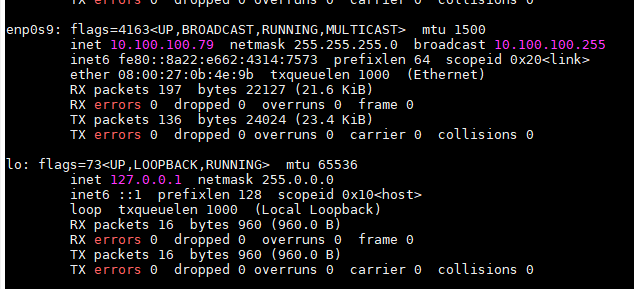 TX errors 0  dropped 0 overruns 0  carrier 0  collisions 0
enp0s9: flags=4163<UP,BROADCAST,RUNNING,MULTICAST>  mtu 1500
inet 10.100.100.79  netmask 255.255.255.0  broadcast 10.100.100.255
inet6 fe80::8a22:e662:4314:7573  prefixlen 64  scopeid 0x20<link>
ether 08:00:27:0b:4e:9b  txqueuelen 1000  (Ethernet)
RX packets 197  bytes 22127 (21.6 KiB)
RX errors 0  dropped 0  overruns 0  frame 0
TX packets 136  bytes 24024 (23.4 KiB)
TX errors 0  dropped 0 overruns 0  carrier 0  collisions 0
lo: flags=73<UP,LOOPBACK,RUNNING>  mtu 65536
inet 127.0.0.1  netmask 255.0.0.0
inet6 ::1  prefixlen 128  scopeid 0x10<host>
loop  txqueuelen 1000  (Local Loopback)
RX packets 16  bytes 960 (960.0 B)
RX errors 0  dropped 0  overruns 0  frame 0
TX packets 16  bytes 960 (960.0 B)
TX errors 0  dropped 0 overruns 0  carrier 0  collisions 0